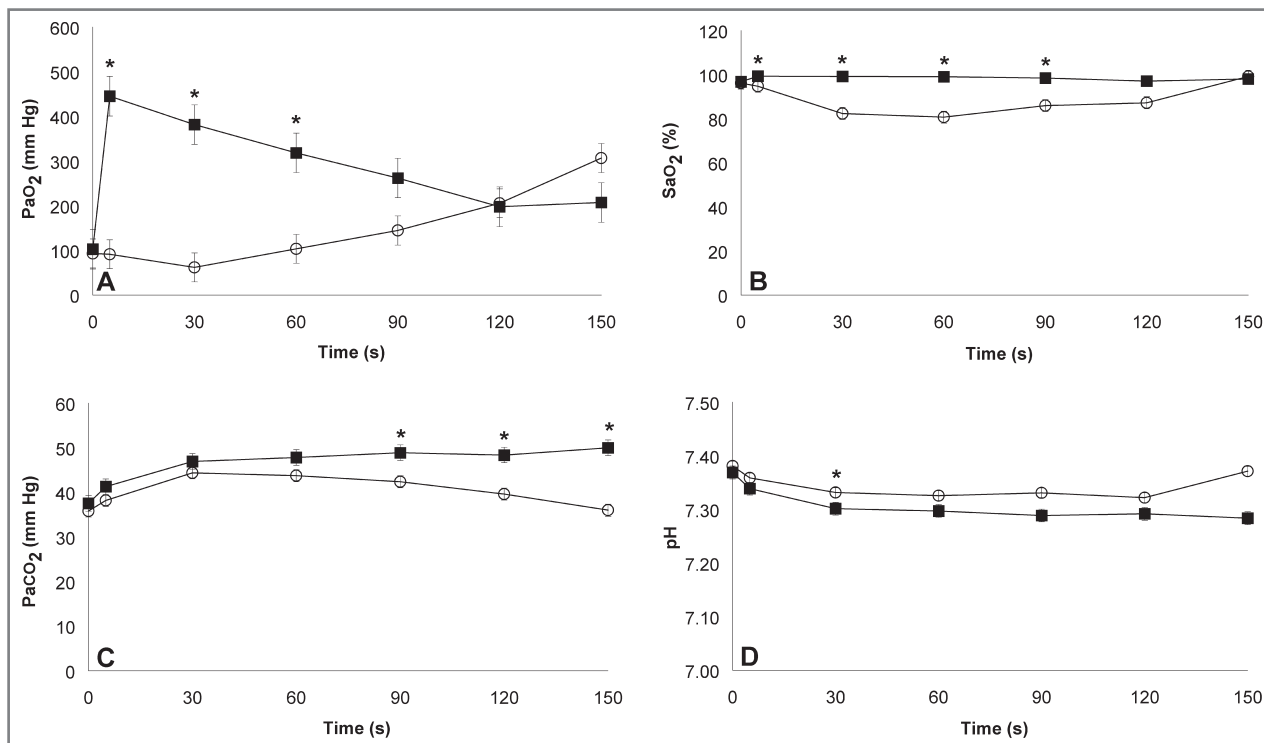 600
500
400
300
200
100
0
PaO2 (mm Hg)
*
*
*
A
0 30 60 90 120 150
Time (s)
120
100
80
60
40
20
0
SaO2 (%)
* * * *
B
0 30 60 90 120 150
Time (s)
60
50
40
30
20
10
0
PaCO2 (mm Hg)
* * *
C
0 30 60 90 120 150
Time (s)
7.50
7.40
7.30
7.20
7.10
7.00
pH
*
D
0 30 60 90 120 150
Time (s)